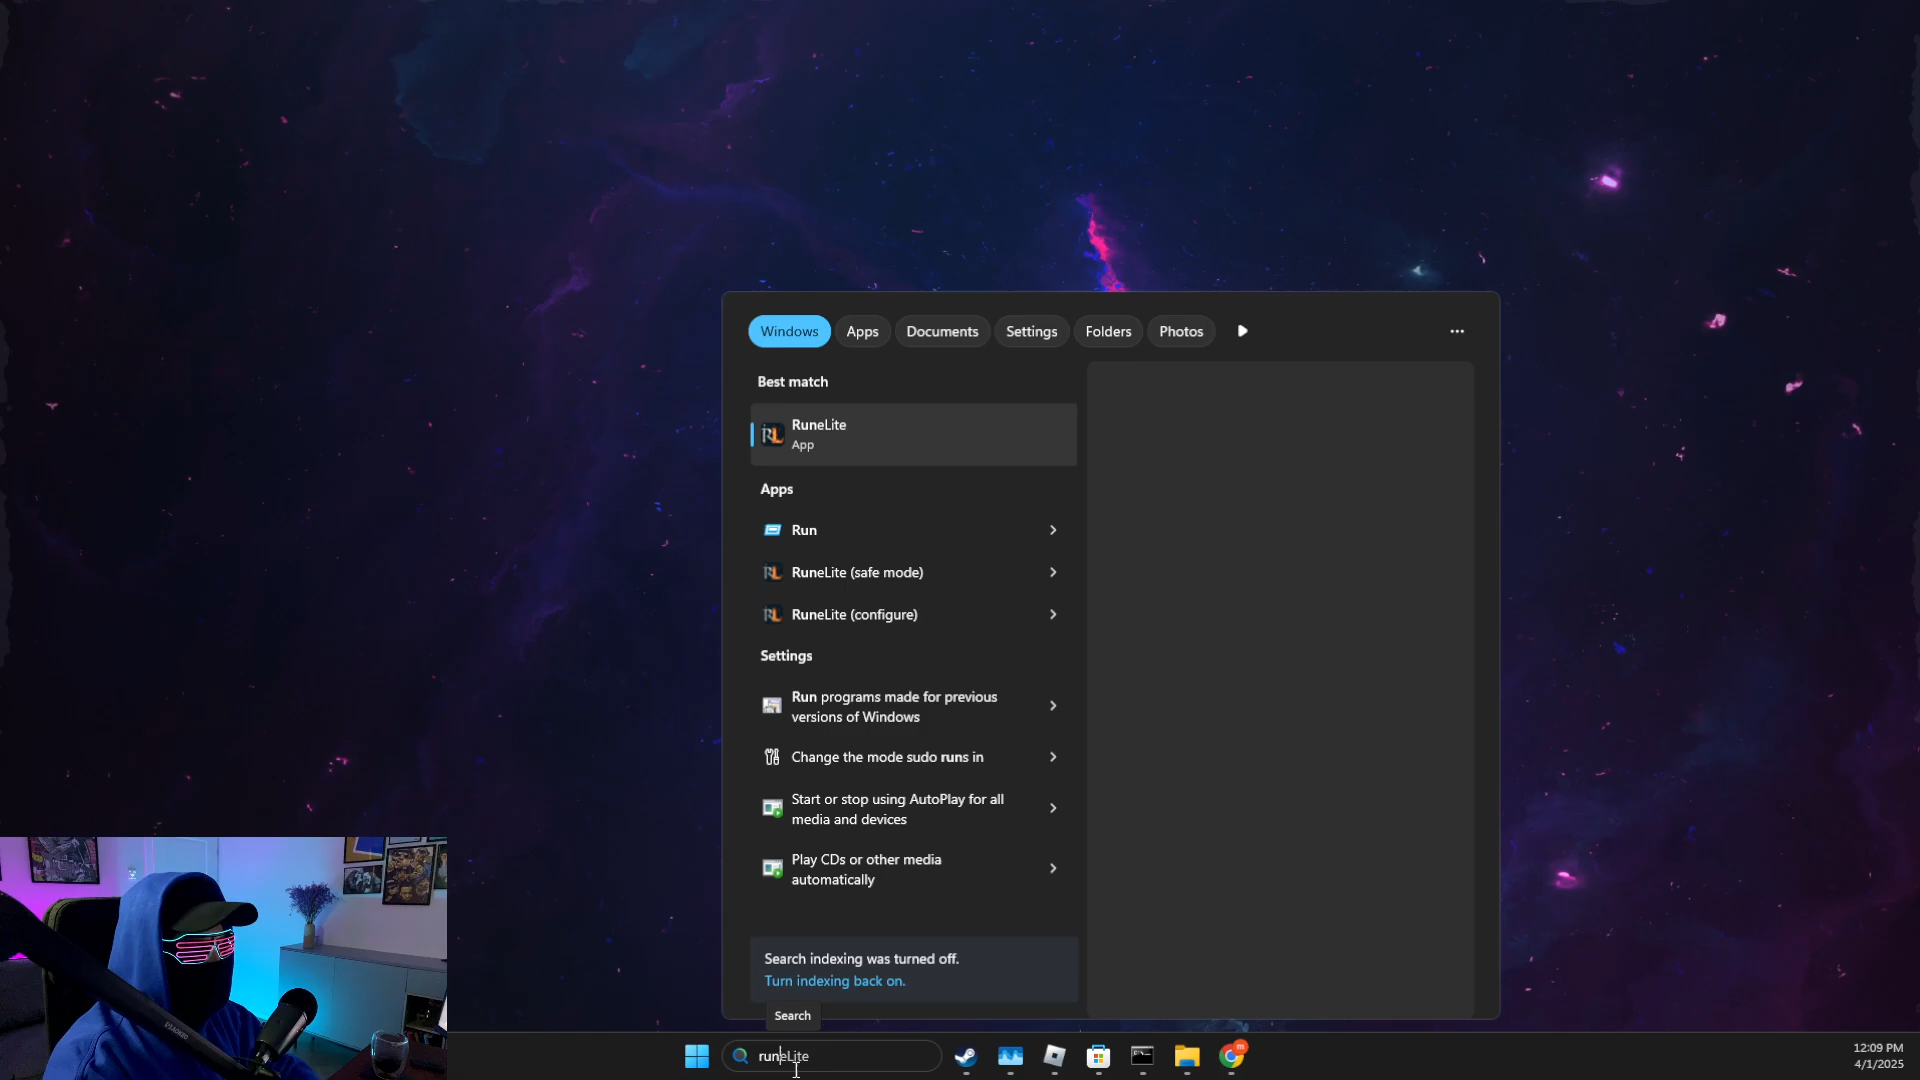 Windows Apps Documents Settings Folders Photos
Best match
RuneLite
App
Apps
Run
RuneLite (safe mode)
RuneLite (configure)
Settings
Run programs made for previous
versions of Windows
Change the mode sudo runs in
Start or stop using AutoPlay for all
media and devices
Play CDs or other media
automatically
Search indexing was turned off.
Turn indexing back on.
Search
runeLite
12:09 PM
4/1/2025